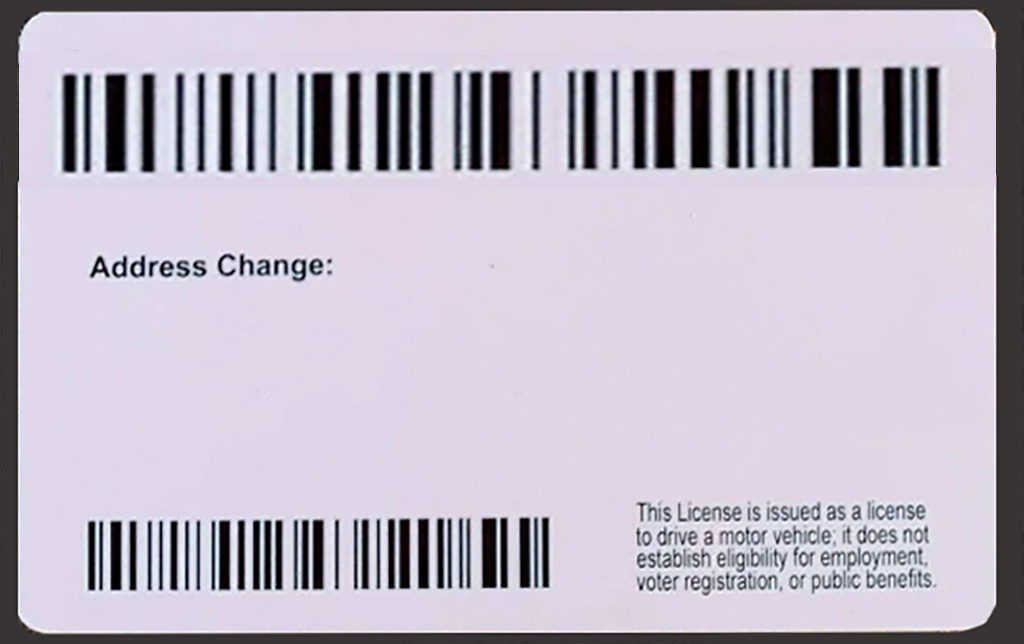 Address Change:
This License is issued as a license
to drive a motor vehicle; it does not
establish eligibility for employment,
voter registration, or public benefits.